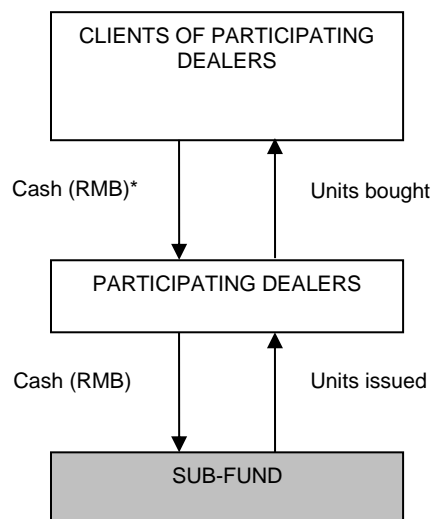 CLIENTS OF PARTICIPATING
DEALERS
Cash (RMB)*
Units bought
PARTICIPATING DEALERS
Cash (RMB)
Units issued
SUB-FUND